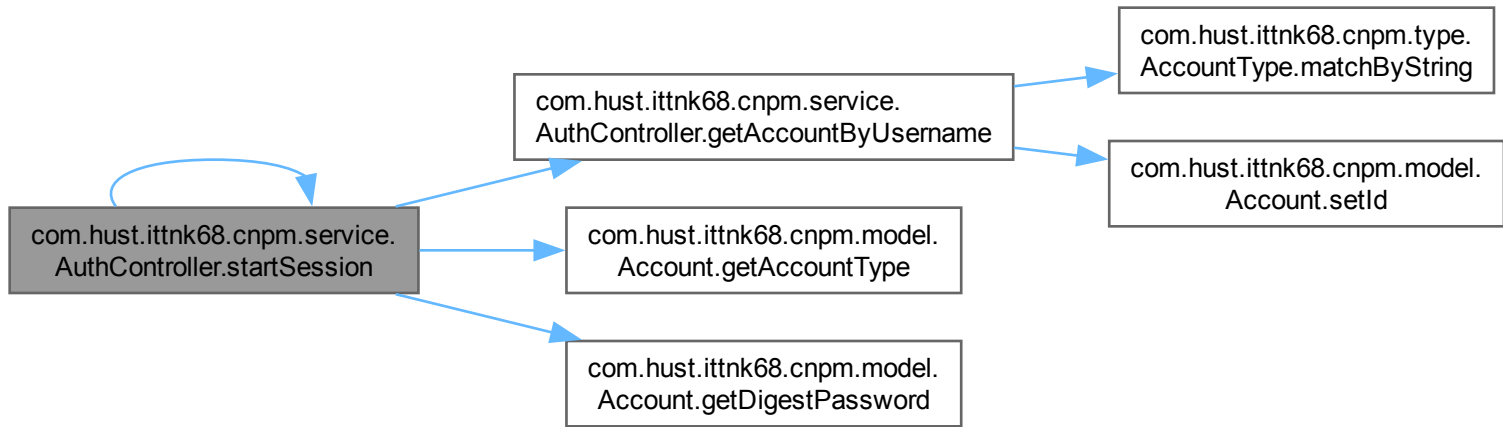 com.hust.ittnk68.cnpm.service.
AuthController.startSession
com.hust.ittnk68.cnpm.service.
AuthController.getAccountByUsername
com.hust.ittnk68.cnpm.type.
AccountType.matchByString
com.hust.ittnk68.cnpm.model.
Account.setId
com.hust.ittnk68.cnpm.model.
Account.getAccountType
com.hust.ittnk68.cnpm.model.
Account.getDigestPassword